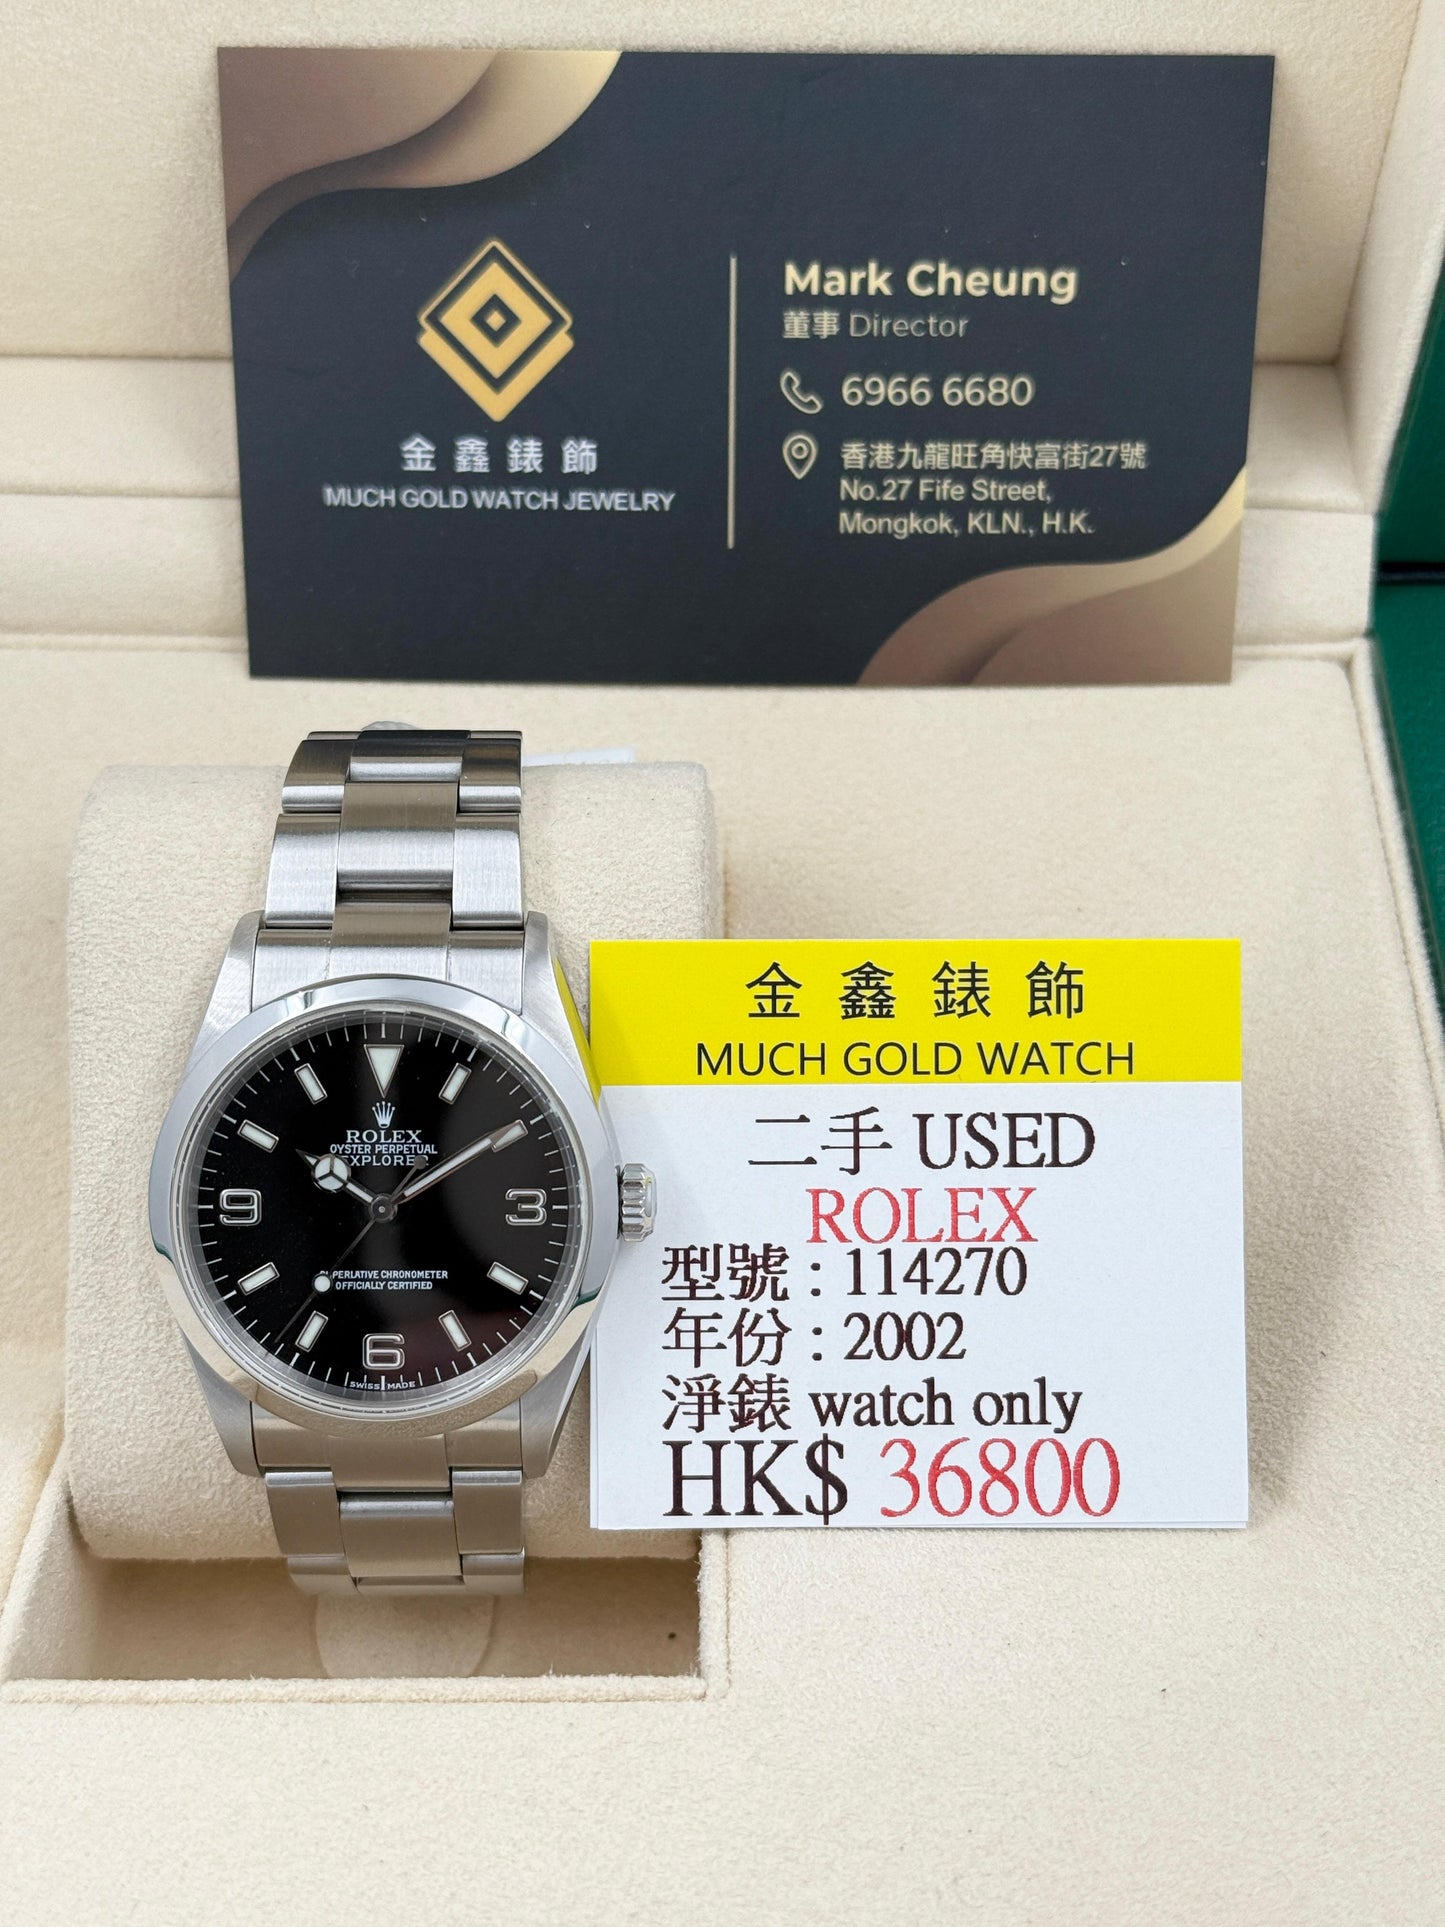 Mark Cheung
董事 Director
6966 6680
香港九龍旺角快富街27號
No.27 Fife Street,
Mongkok, KLN., H.K.
金鑫錶飾
MUCH GOLD WATCH JEWELRY
金鑫錶飾
MUCH GOLD WATCH
二手 USED
ROLEX
型號 : 114270
年份 : 2002
淨錶 watch only
HK$ 36800
ROLEX
OYSTER PERPETUAL
EXPLORER
9
3
PERLATIVE CHRONOMETER
OFFICIALLY CERTIFIED
6
SWISS MADE